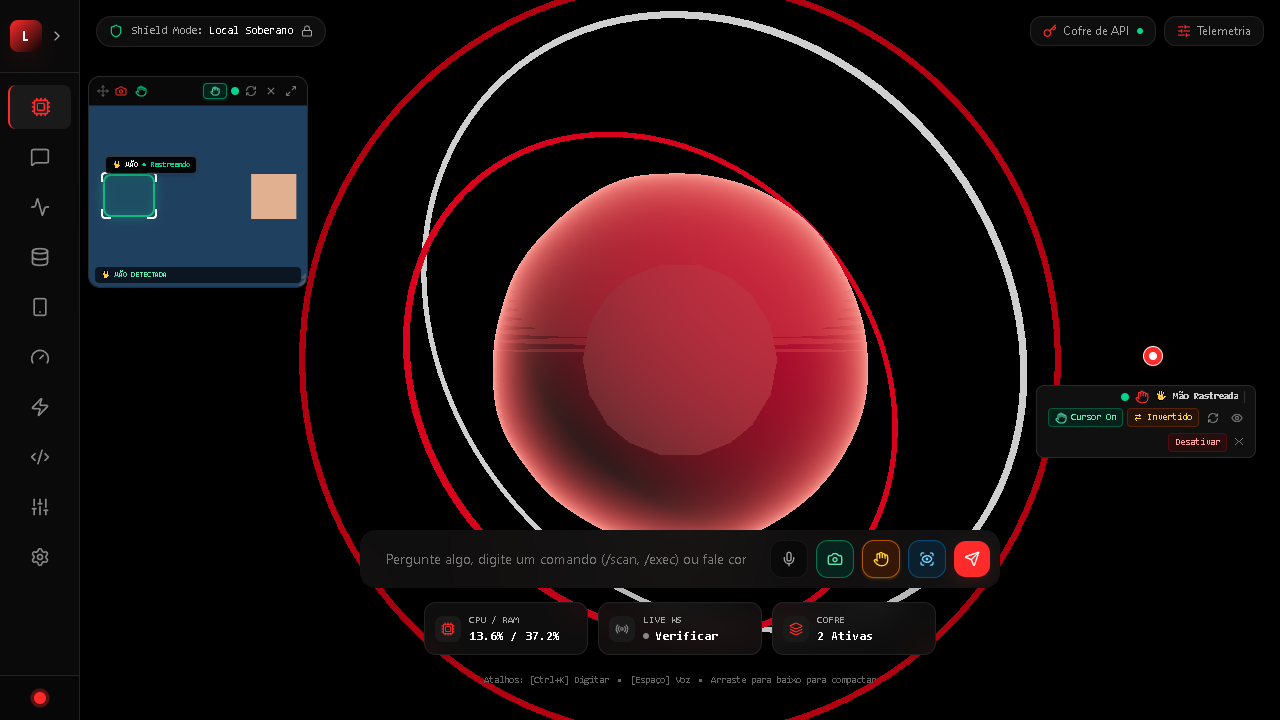 L
Shield Mode: Local Soberano
Cofre de API
Telemetria
MÃO • Rastreando
MÃO DETECTADA
Mão Rastreada
Cursor On
Invertido
Desativar
Pergunte algo, digite um comando (/scan, /exec) ou fale cor
CPU / RAM
13.6% / 37.2%
LIVE WS
Verificar
COFRE
2 Ativas
Atalhos: [Ctrl+K] Digitar • [Espaço] Voz • Arraste para baixo para compactar